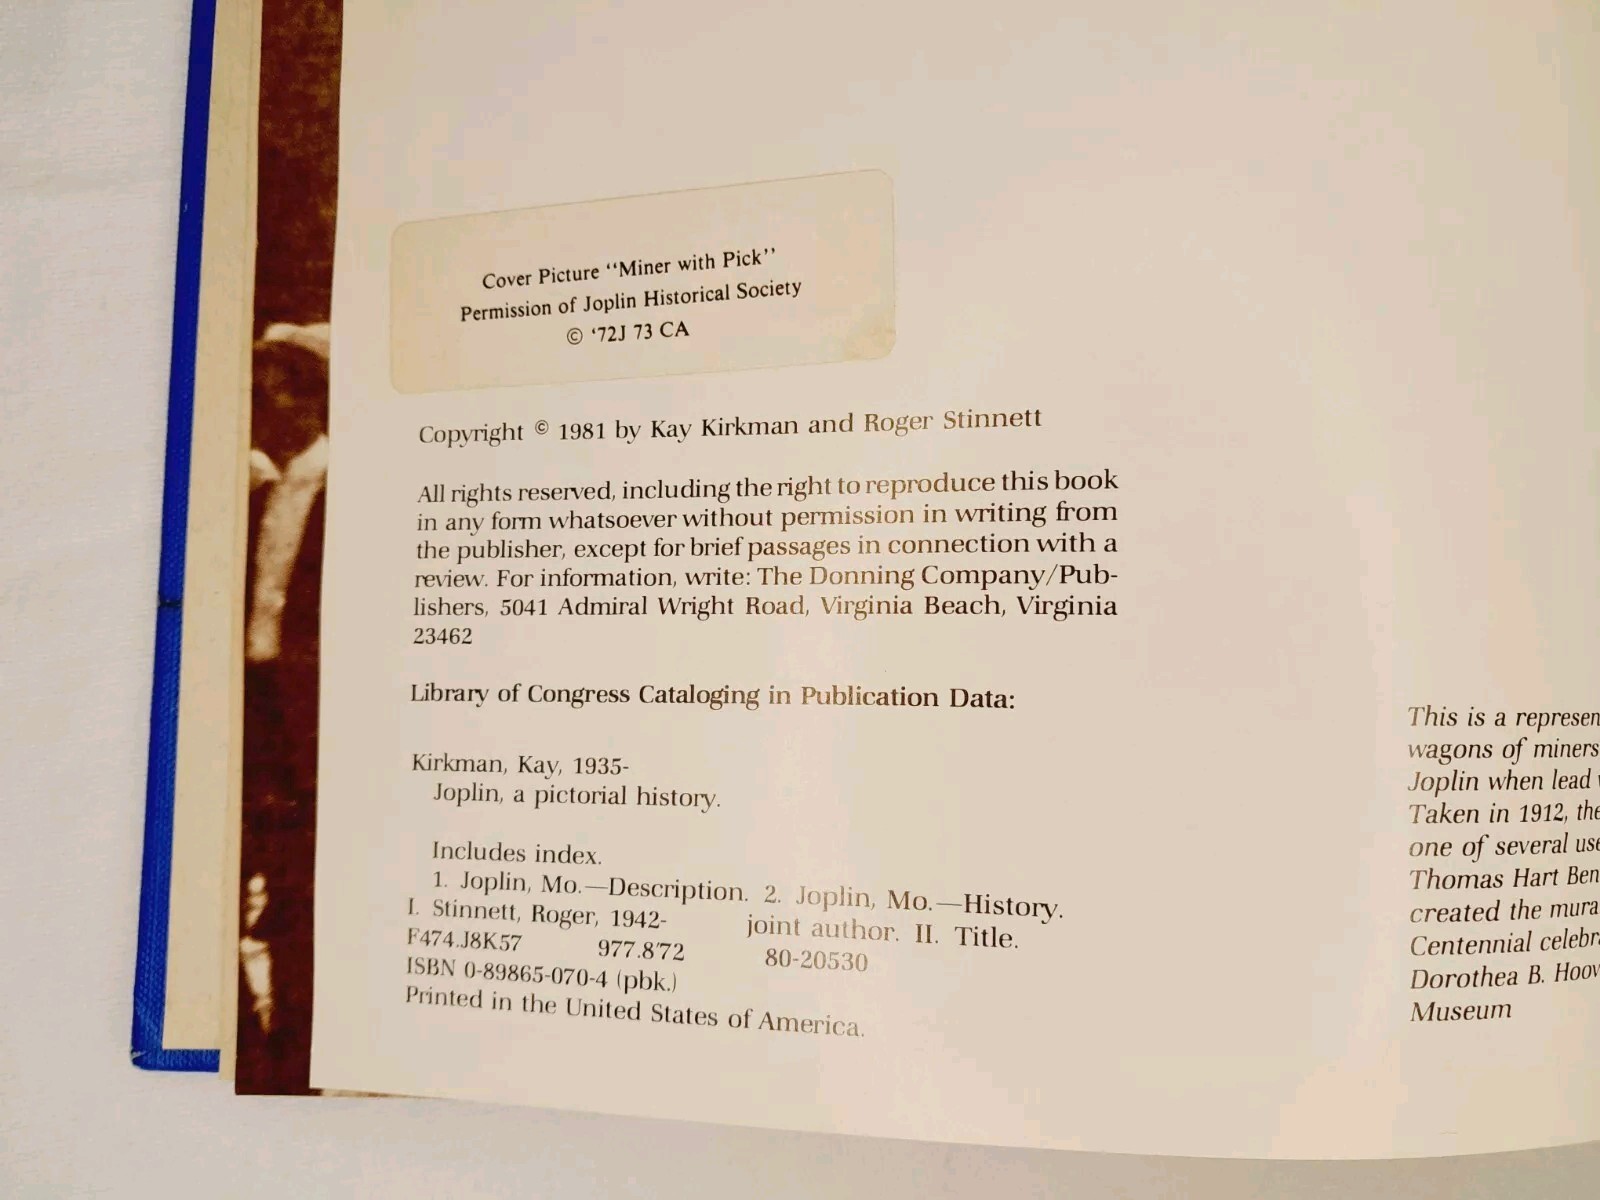 Cover Picture ‘‘Miner with Pick’’
Permission of Joplin Historical Society
© ‘72J 73 CA
Copyright © 1981 by Kay Kirkman and Roger Stinnett
All rights reserved, including the right to reproduce this book
in any form whatsoever without permission in writing from
the publisher, except for brief passages in connection with a
review. For information, write: The Donning Company/Pub-
lishers, 5041 Admiral Wright Road, Virginia Beach, Virginia
23462
Library of Congress Cataloging in Publication Data:
Kirkman, Kay, 1935-
Joplin, a pictorial history.
Includes index.
1. Joplin, Mo.—Description. 2. Joplin, Mo.—History.
I. Stinnett, Roger, 1942- joint author. II. Title.
F474.J8K57 977.8'72 80-20530
ISBN 0-89865-070-4 (pbk.)
Printed in the United States of America.
This is a
wagons of miners
Joplin when lead
Taken in 1912,
one of several
Thomas Hart
created the
Centennial
Dorothea B.
Museum